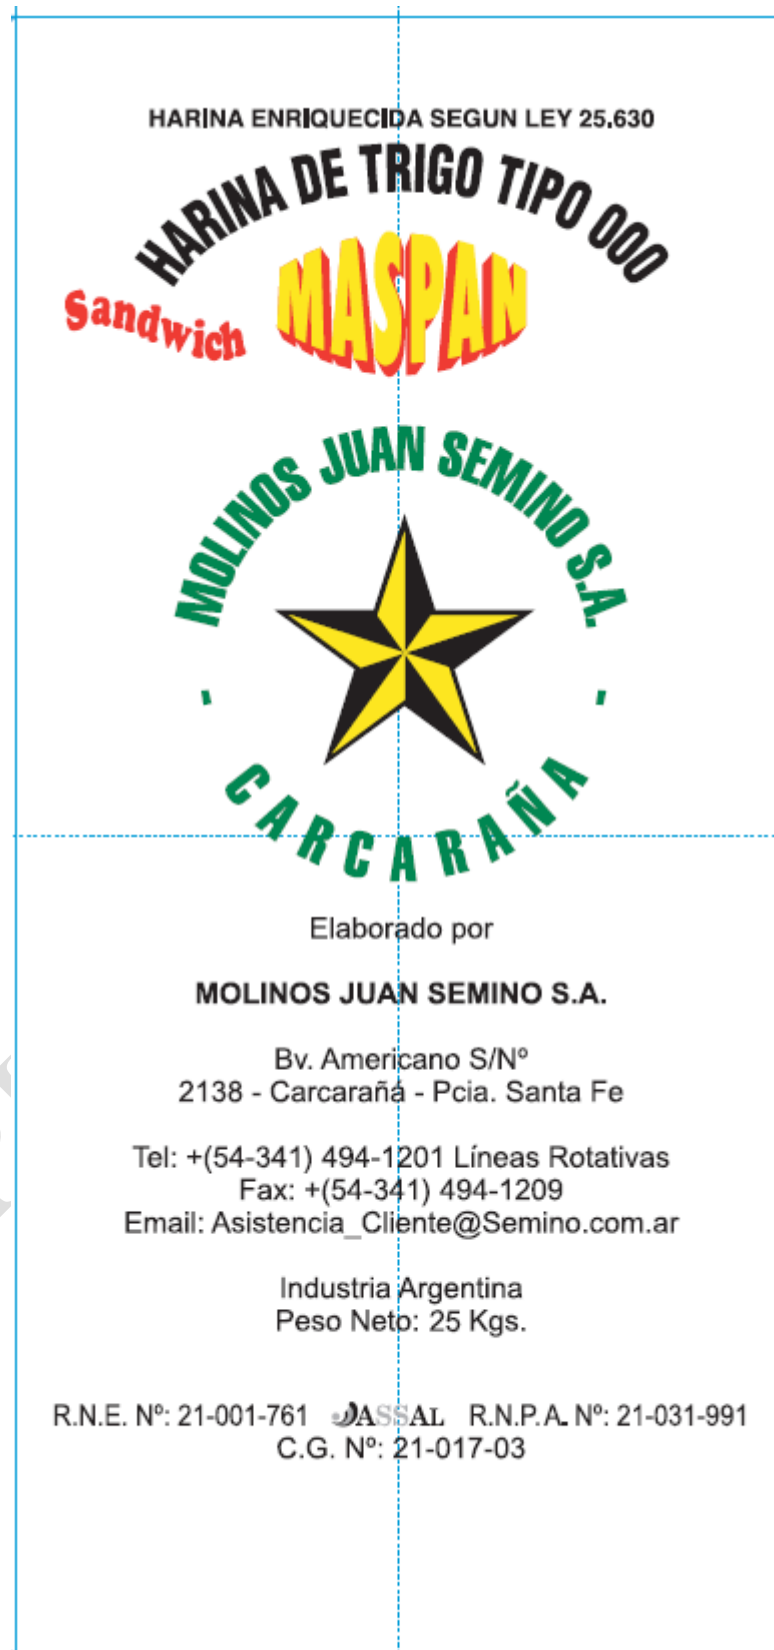 HARINA ENRIQUECIDA SEGUN LEY 25.630
HARINA DE TRIGO TIPO 000
Sandwich
MASPAN
MOLINOS JUAN SEMINO S.A.
- CARCARAÑA -
Elaborado por
MOLINOS JUAN SEMINO S.A.
Bv. Americano S/Nº
2138 - Carcarañá - Pcia. Santa Fe
Tel: +(54-341) 494-1201 Líneas Rotativas
Fax: +(54-341) 494-1209
Email: Asistencia_Cliente@Semino.com.ar
Industria Argentina
Peso Neto: 25 Kgs.
R.N.E. Nº: 21-001-761 ASSAL R.N.P.A. Nº: 21-031-991
C.G. Nº: 21-017-03